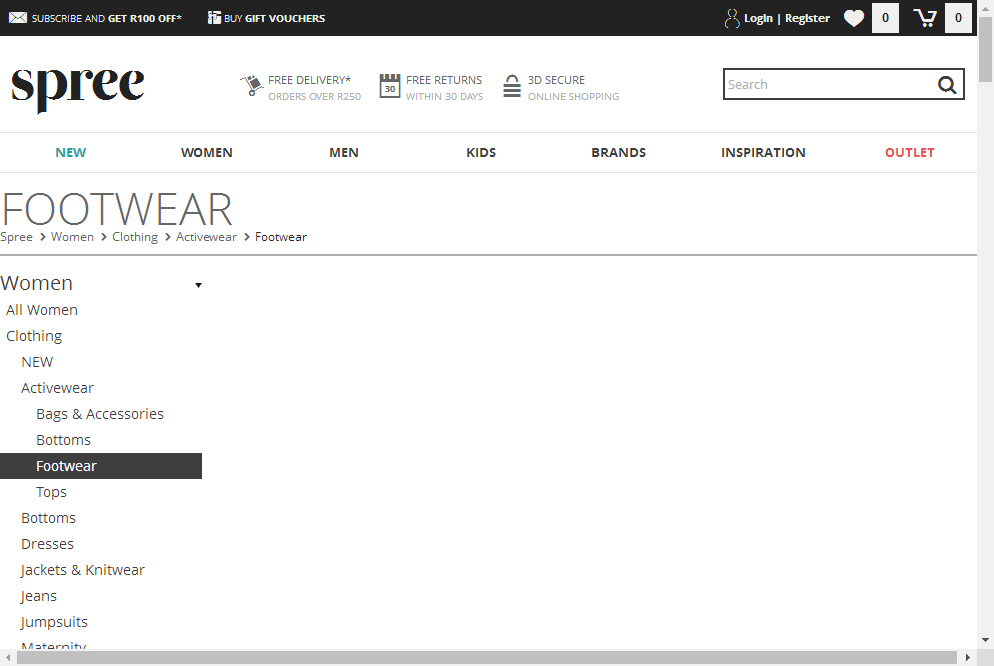 SUBSCRIBE AND GET R100 OFF* BUY GIFT VOUCHERS Login | Register 0 0
spree
FREE DELIVERY* FREE RETURNS 3D SECURE
30 ORDERS OVER R250 WITHIN 30 DAYS ONLINE SHOPPING
Search
NEW WOMEN MEN KIDS BRANDS INSPIRATION OUTLET
FOOTWEAR
Spree > Women > Clothing > Activewear > Footwear
Women
All Women
Clothing
NEW
Activewear
Bags & Accessories
Bottoms
Footwear
Tops
Bottoms
Dresses
Jackets & Knitwear
Jeans
Jumpsuits
Maternity